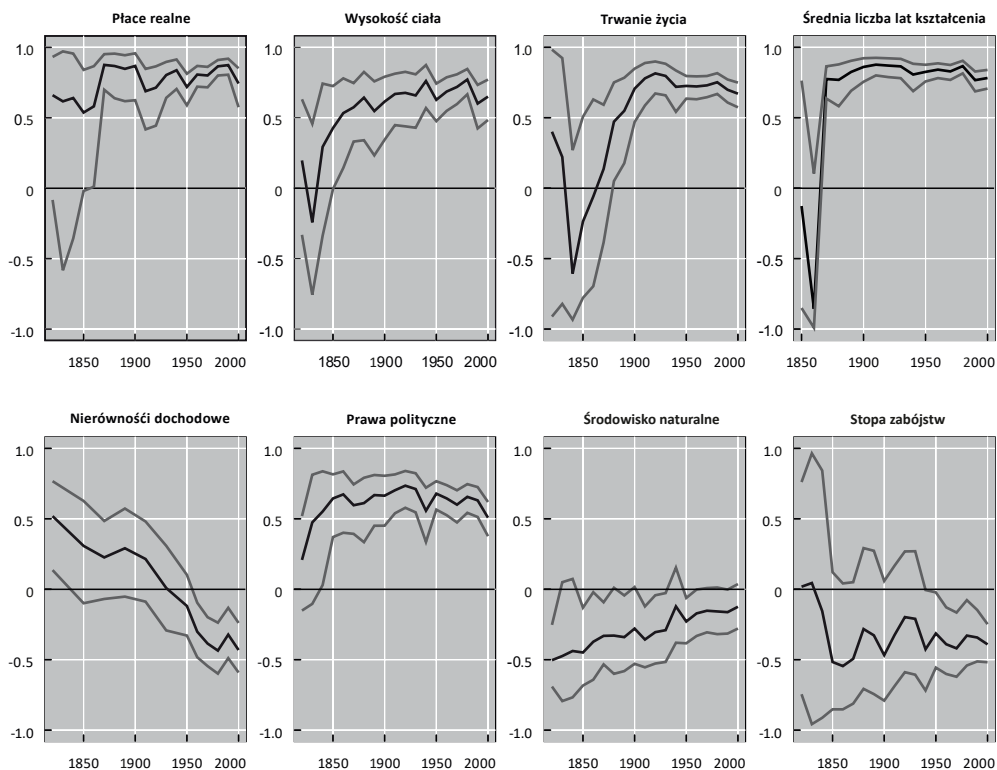 Płace realne Wysokość ciała Trwanie życia Średnia liczba lat kształcenia
1.0 1.0 1.0 1.0
0.5 0.5 0.5 0.5
0 0 0 0
-0.5 -0.5 -0.5 -0.5
-1.0 -1.0 -1.0 -1.0
1850 1900 1950 2000 1850 1900 1950 2000 1850 1900 1950 2000 1850 1900 1950 2000
Nierównośći dochodowe Prawa polityczne Środowisko naturalne Stopa zabójstw
1.0 1.0 1.0 1.0
0.5 0.5 0.5 0.5
0 0 0 0
-0.5 -0.5 -0.5 -0.5
-1.0 -1.0 -1.0 -1.0
1850 1900 1950 2000 1850 1900 1950 2000 1850 1900 1950 2000 1850 1900 1950 2000